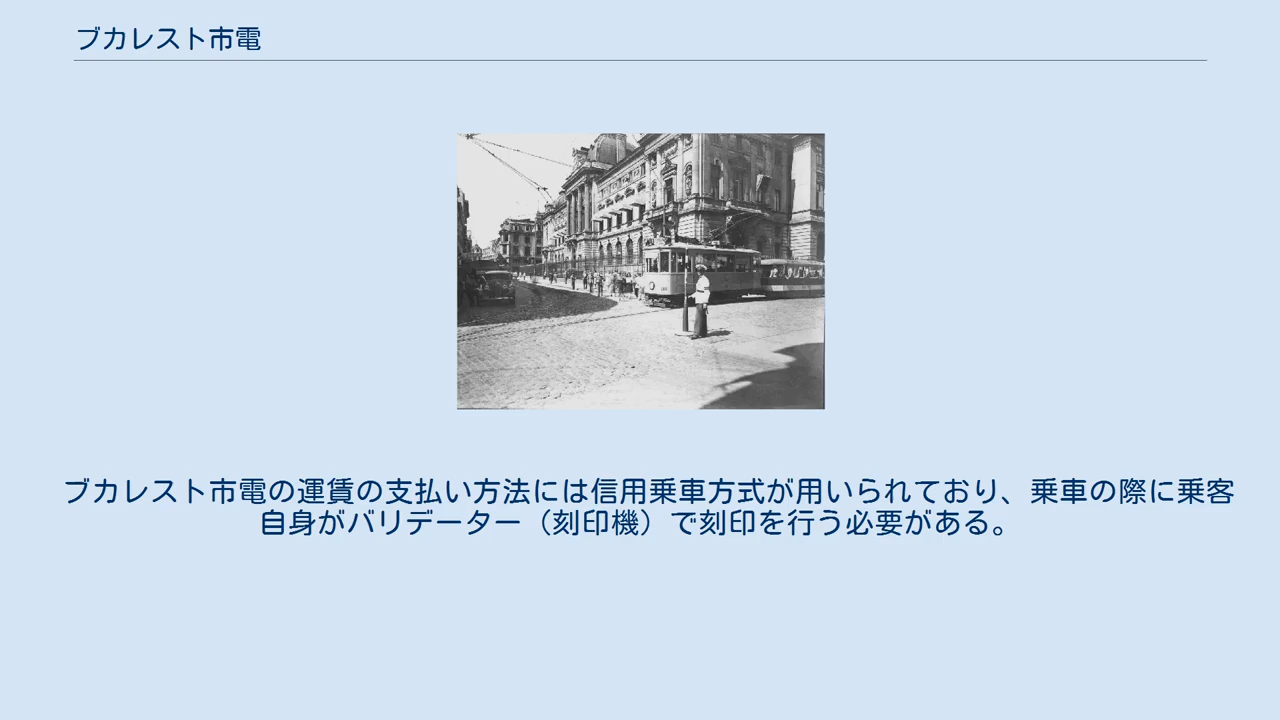 ブカレスト市電
ブカレスト市電の運賃の支払い方法には信用乗車方式が用いられており、乗車の際に乗客
自身がバリデーター（刻印機）で刻印を行う必要がある。